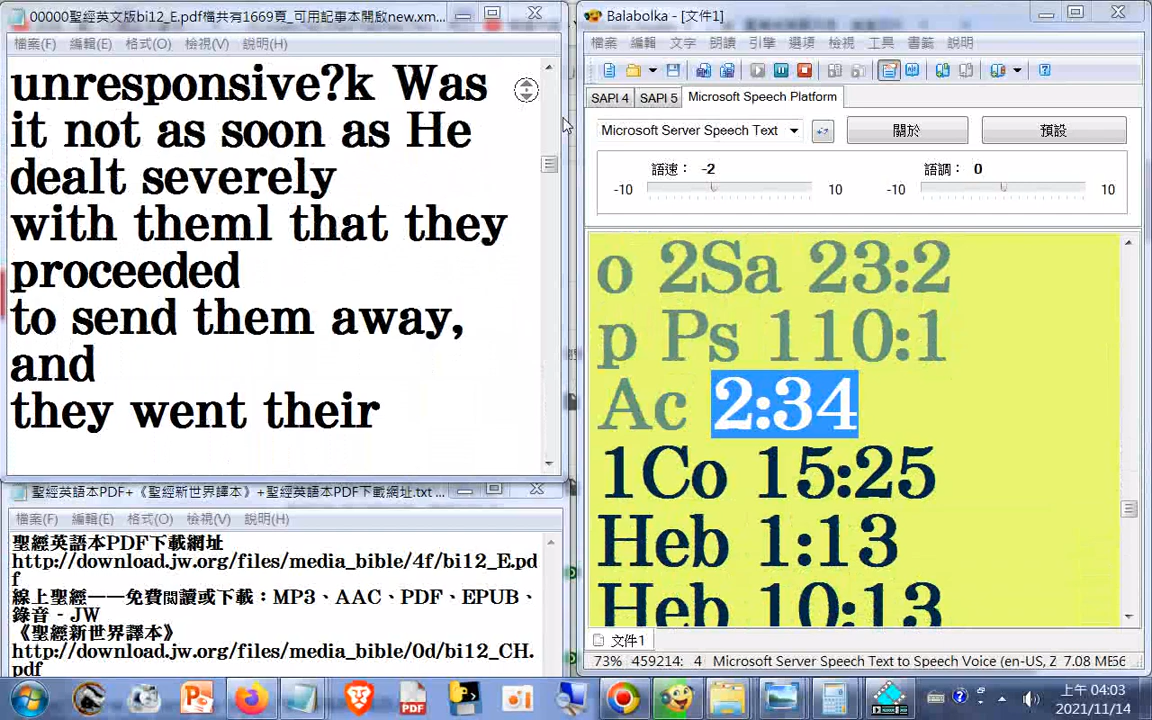 00000聖經英文版bi12_E.pdf檔共有1669頁_可用記事本開啟new.xm...
檔案(F) 編輯(E) 格式(O) 檢視(V) 說明(H)
unresponsive?k Was
it not as soon as He
dealt severely
with theml that they
proceeded
to send them away,
and
they went their
聖經英語本PDF+《聖經新世界譯本》+聖經英語本PDF下載網址.txt ...
檔案(F) 編輯(E) 格式(O) 檢視(V) 說明(H)
聖經英語本PDF下載網址
http://download.jw.org/files/media_bible/4f/bi12_E.pd
f
線上聖經——免費閱讀或下載：MP3、AAC、PDF、EPUB、
錄音 - JW
《聖經新世界譯本》
http://download.jw.org/files/media_bible/0d/bi12_CH.
pdf
Balabolka - [文件1]
檔案 編輯 文字 朗讀 引擎 選項 檢視 工具 書籤 說明
SAPI 4 SAPI 5 Microsoft Speech Platform
Microsoft Server Speech Text 關於 預設
語速： -2 語調： 0
-10 10 -10 10
o 2Sa 23:2
p Ps 110:1
Ac 2:34
1Co 15:25
Heb 1:13
Heb 10:13
文件1
73% 459214: 4 Microsoft Server Speech Text to Speech Voice (en-US, Z 7.08 ME56
上午 04:03
2021/11/14